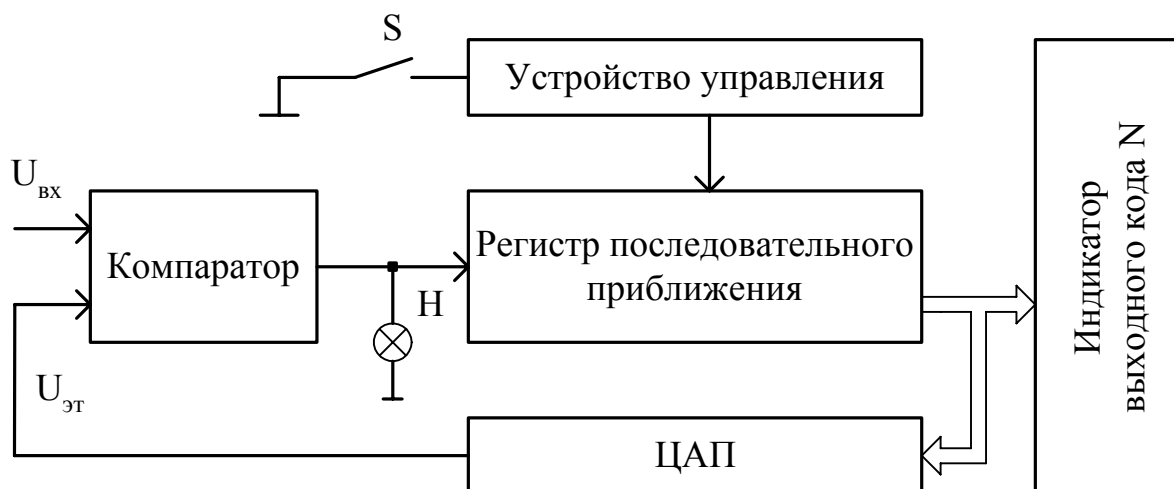 S
Устройство управления
Uвх
Компаратор
H
Регистр последовательного
приближения
Uэт
ЦАП
Индикатор
выходного кода N